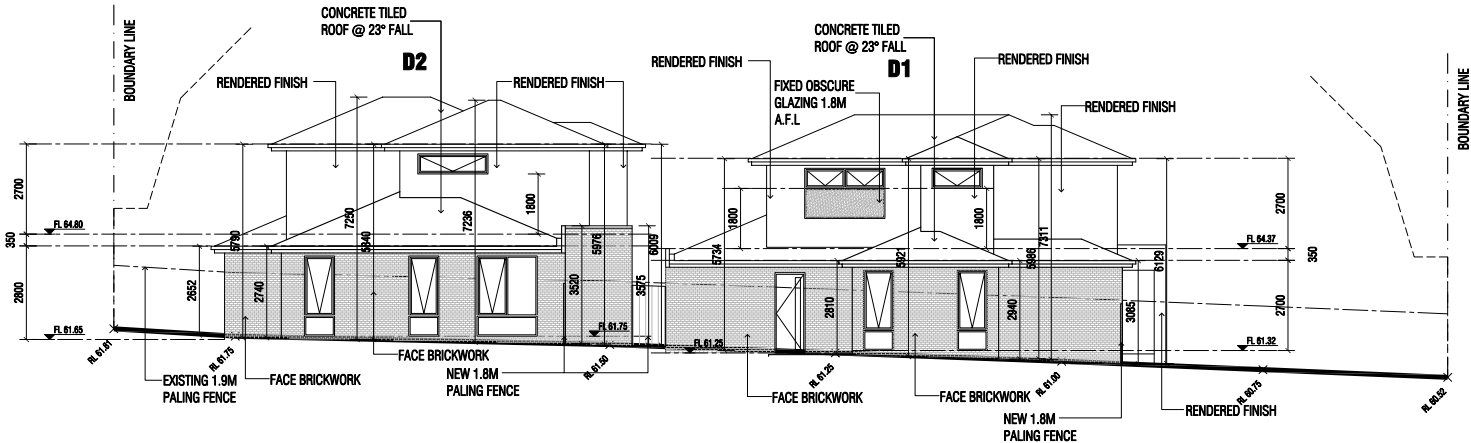 BOUNDARY LINE
CONCRETE TILED
ROOF @ 23° FALL
D2
RENDERED FINISH
RENDERED FINISH
RENDERED FINISH
CONCRETE TILED
ROOF @ 23° FALL
D1
FIXED OBSCURE
GLAZING 1.8M
A.F.L
RENDERED FINISH
RENDERED FINISH
BOUNDARY LINE
2700
350
2800
FL 64.80
FL 61.65
5790
7250
5840
7236
1800
5976
6009
2652
2740
3520
3575
FL 61.75
5734
1800
5921
1800
5986
7311
6129
2810
2940
3065
FL 61.25
FL 64.37
FL 61.32
2700
350
2700
RL 61.81
RL 61.75
RL 61.50
RL 61.25
RL 61.00
RL 60.75
RL 60.52
EXISTING 1.9M
PALING FENCE
FACE BRICKWORK
FACE BRICKWORK
NEW 1.8M
PALING FENCE
FACE BRICKWORK
FACE BRICKWORK
NEW 1.8M
PALING FENCE
RENDERED FINISH